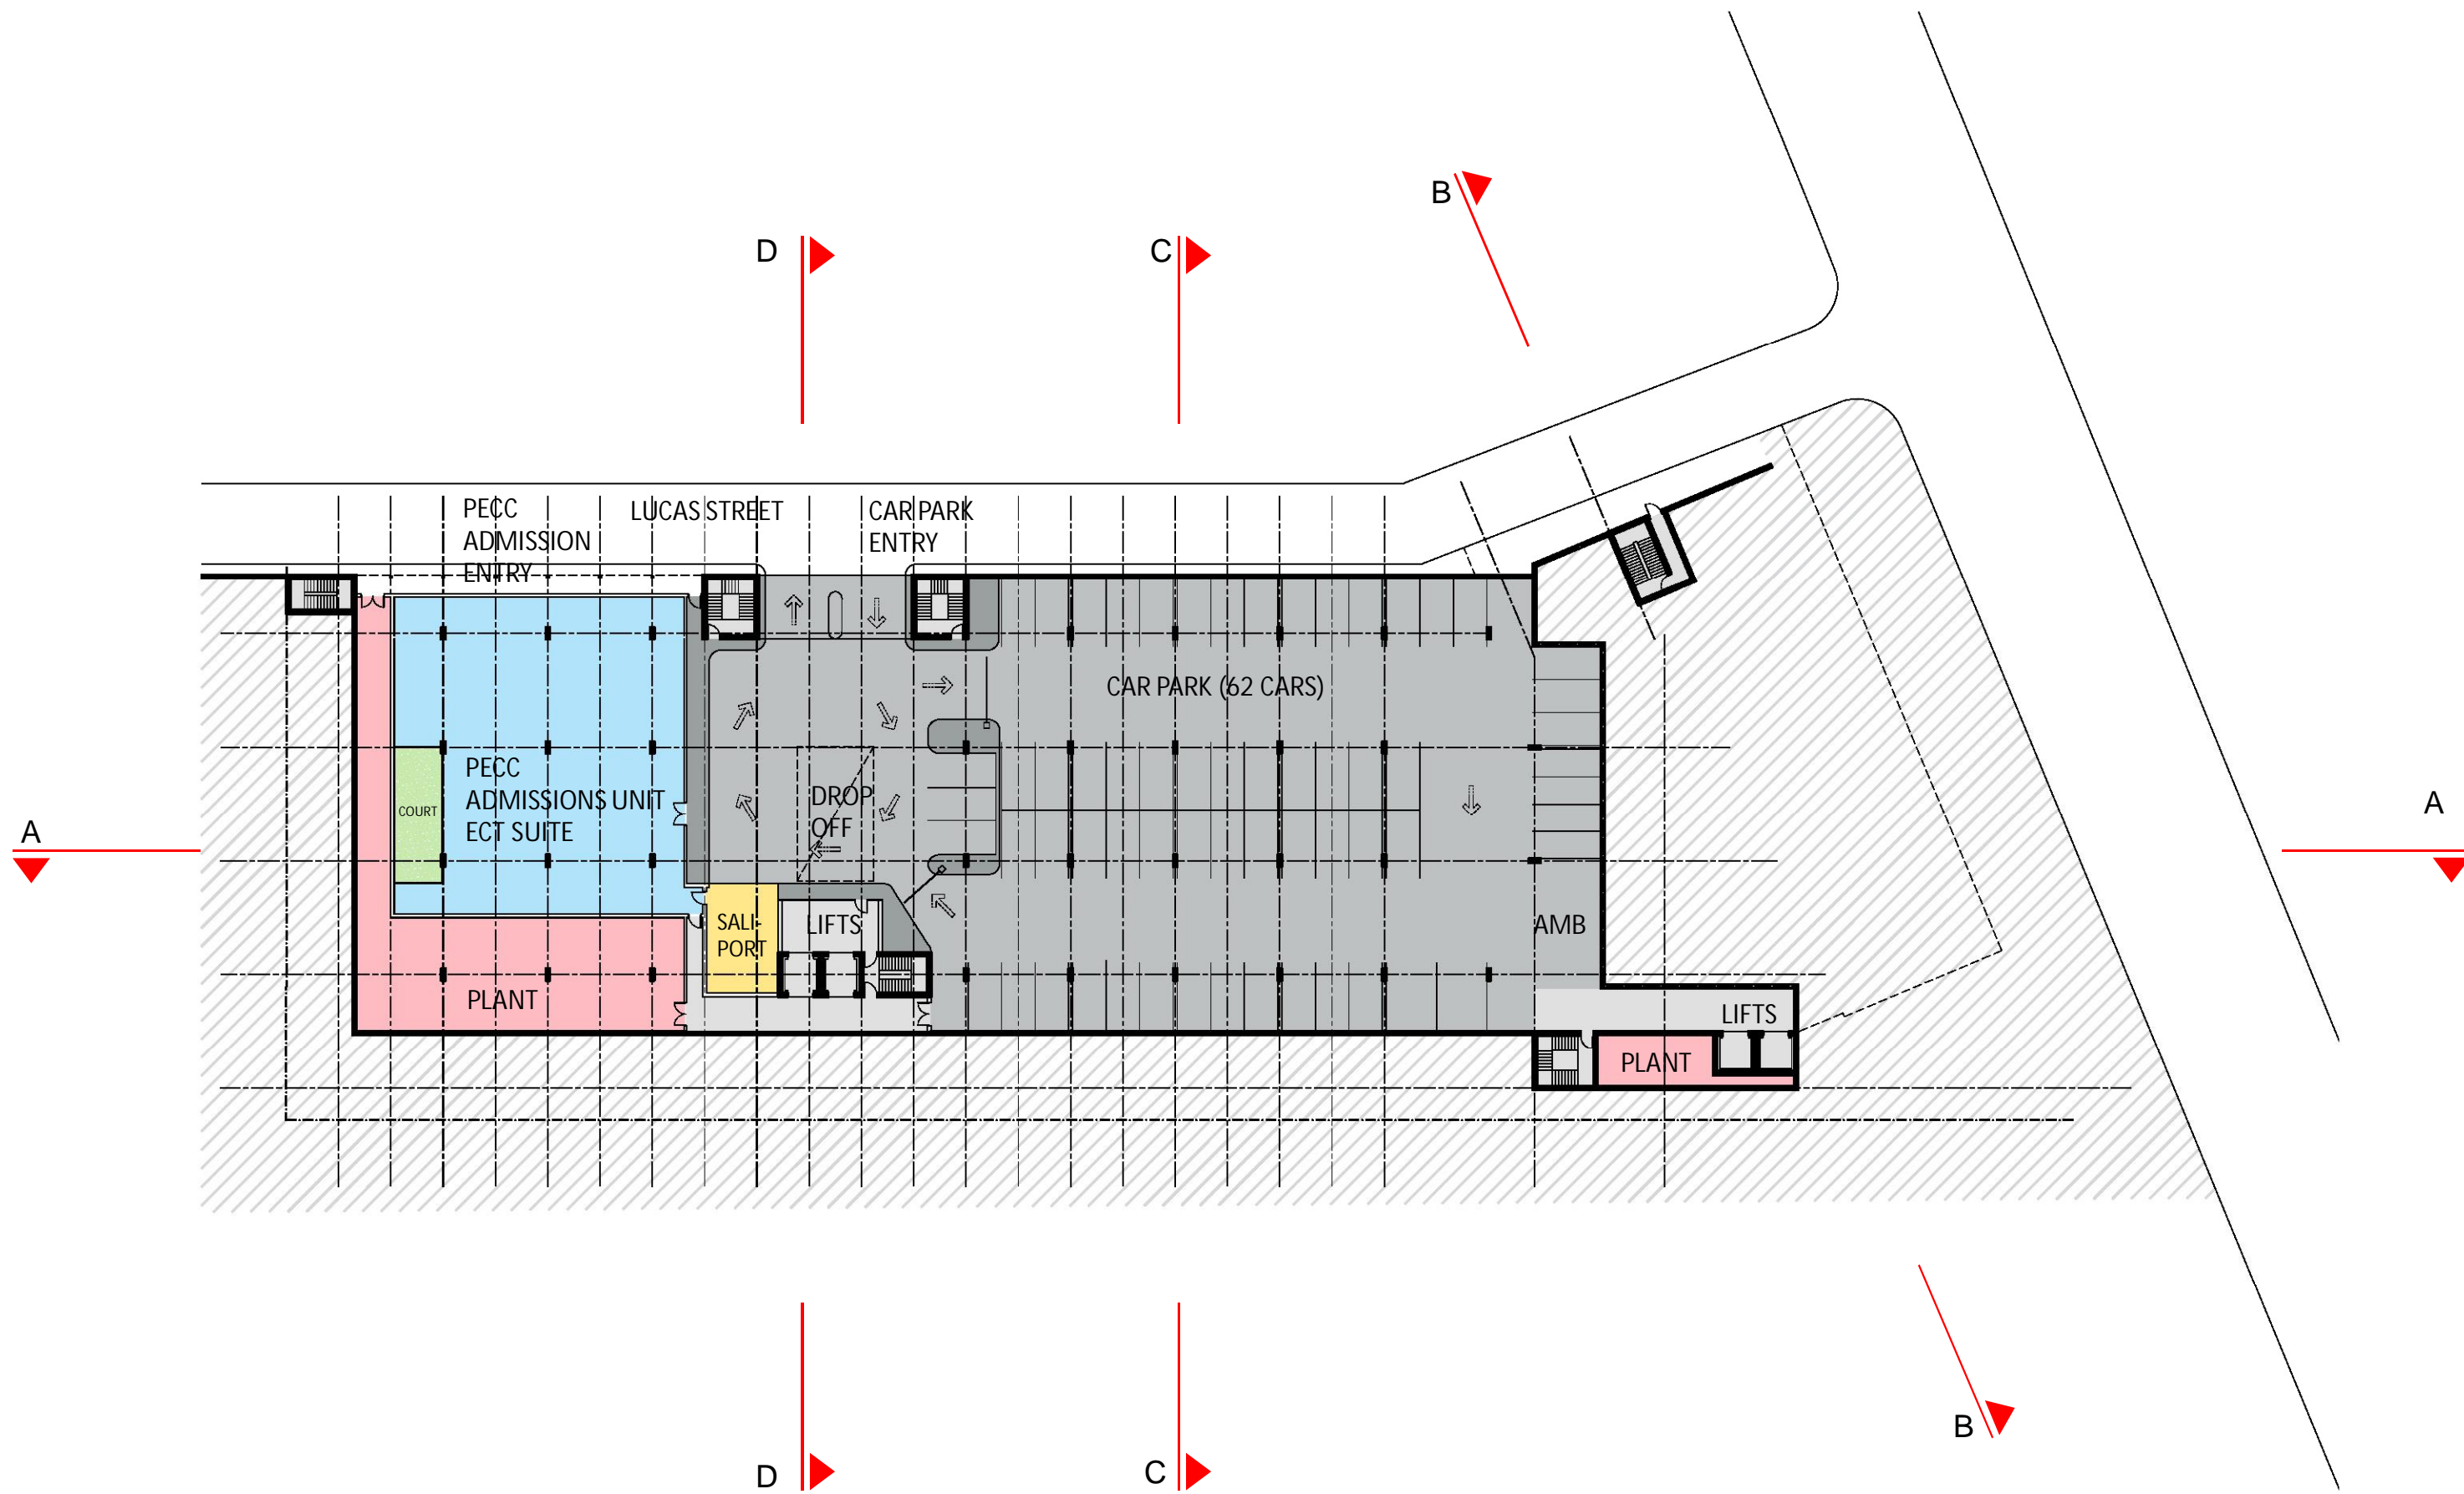 B
D
C
PECC
ADMISSION
ENTRY
LUCAS STREET
CAR PARK
ENTRY
CAR PARK (62 CARS)
PECC
ADMISSIONS UNIT
ECT SUITE
COURT
DROP
OFF
A
A
SALI-
PORT
LIFTS
AMB
PLANT
LIFTS
PLANT
B
D
C